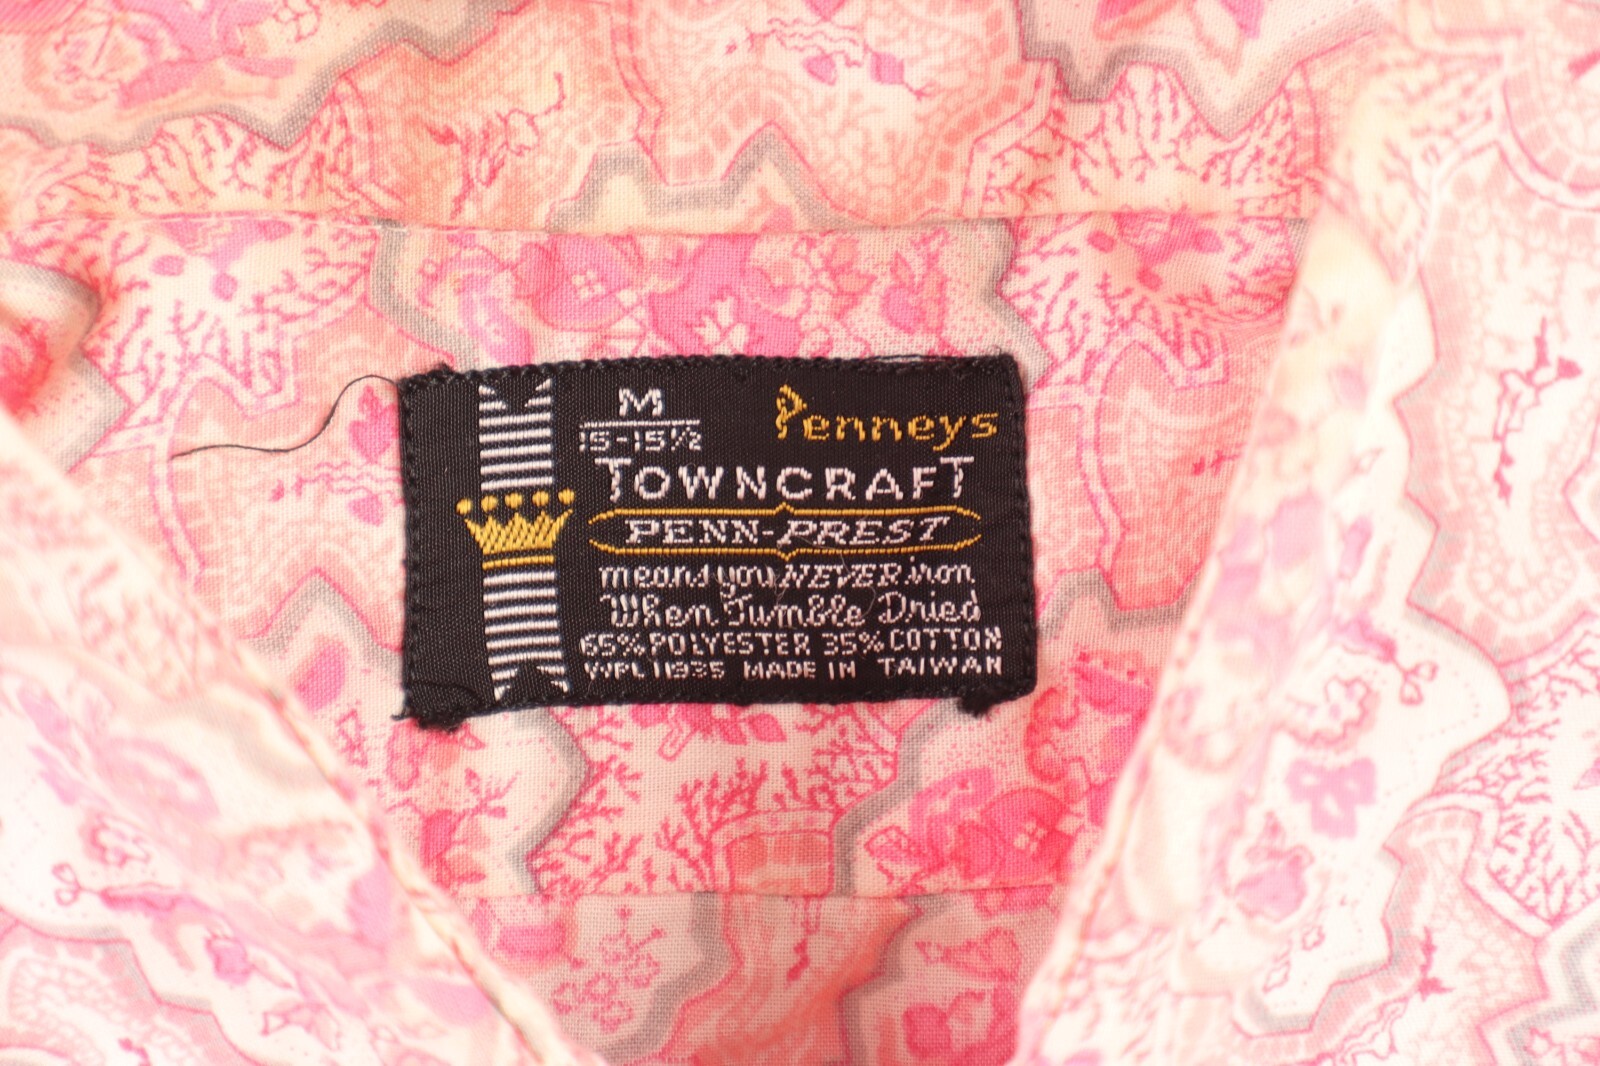 M Penneys
15-15½
TOWNCRAFT
PENN-PREST
means you NEVER iron
When Tumble Dried
65% POLYESTER 35% COTTON
WPL 11935 MADE IN TAIWAN